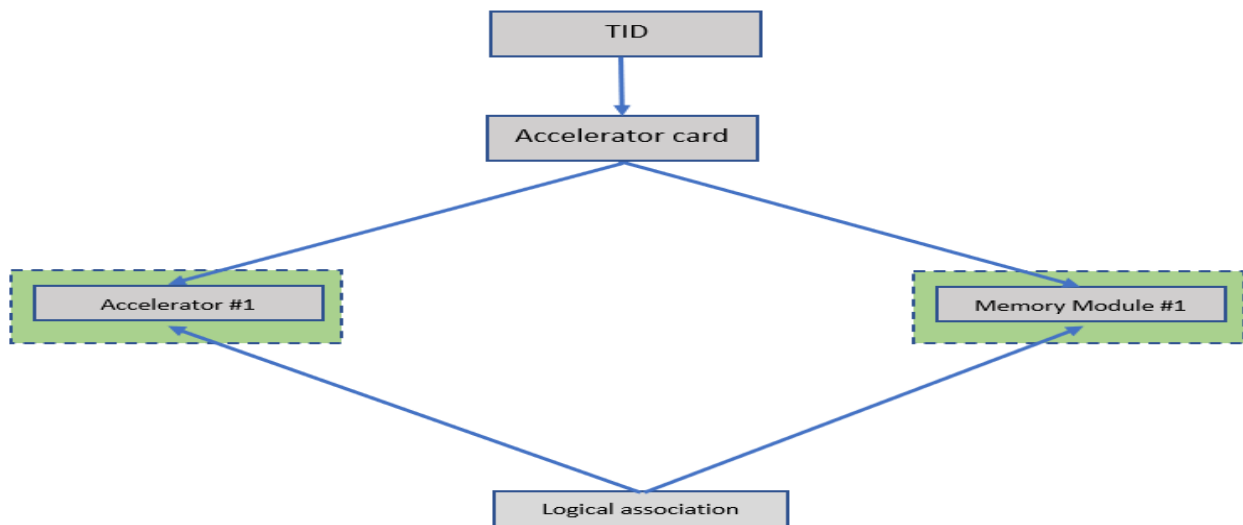 TID
Accelerator card
Accelerator #1
Memory Module #1
Logical association